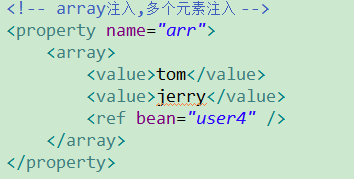 <!-- array注入,多个元素注入 -->
<property name="arr">
<array>
<value>tom</value>
<value>jerry</value>
<ref bean="user4" />
</array>
</property>